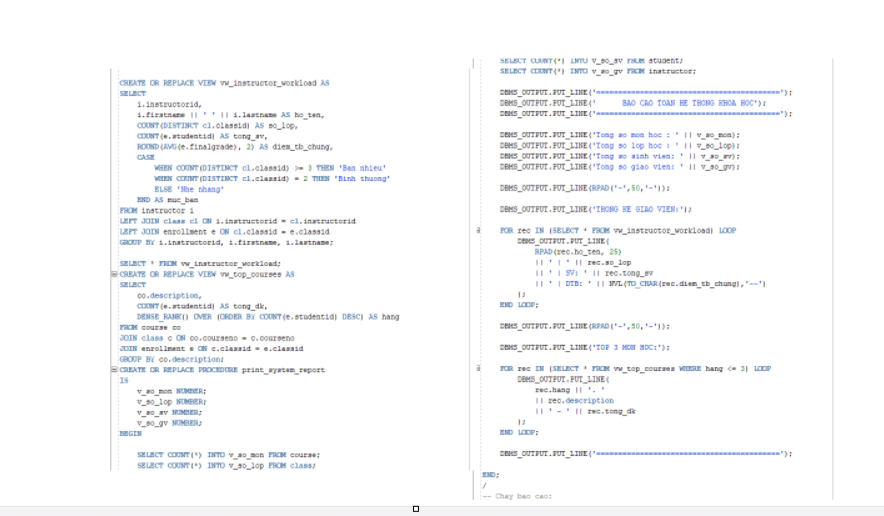 CREATE OR REPLACE VIEW vw_instructor_workload AS
SELECT
i.instructorid,
i.firstname || ' ' || i.lastname AS ho_ten,
COUNT(DISTINCT cl.classid) AS so_lop,
COUNT(e.studentid) AS tong_sv,
ROUND(AVG(e.finalgrade), 2) AS diem_tb_chung,
CASE
WHEN COUNT(DISTINCT cl.classid) >= 3 THEN 'Ban nhieu'
WHEN COUNT(DISTINCT cl.classid) = 2 THEN 'Binh thuong'
ELSE 'Nhe nhang'
END AS muc_ban
FROM instructor i
LEFT JOIN class cl ON i.instructorid = cl.instructorid
LEFT JOIN enrollment e ON cl.classid = e.classid
GROUP BY i.instructorid, i.firstname, i.lastname;
SELECT * FROM vw_instructor_workload;
CREATE OR REPLACE VIEW vw_top_courses AS
SELECT
co.description,
COUNT(e.studentid) AS tong_dk,
DENSE_RANK() OVER (ORDER BY COUNT(e.studentid) DESC) AS hang
FROM course co
JOIN class c ON co.courseno = c.courseno
JOIN enrollment e ON c.classid = e.classid
GROUP BY co.description;
CREATE OR REPLACE PROCEDURE print_system_report
IS
v_so_mon NUMBER;
v_so_lop NUMBER;
v_so_sv NUMBER;
v_so_gv NUMBER;
BEGIN
SELECT COUNT(*) INTO v_so_mon FROM course;
SELECT COUNT(*) INTO v_so_lop FROM class;
SELECT COUNT(*) INTO v_so_sv FROM student;
SELECT COUNT(*) INTO v_so_gv FROM instructor;
DBMS_OUTPUT.PUT_LINE('===========================================');
DBMS_OUTPUT.PUT_LINE('      BAO CAO TOAN HE THONG KHOA HOC');
DBMS_OUTPUT.PUT_LINE('===========================================');
DBMS_OUTPUT.PUT_LINE('Tong so mon hoc : ' || v_so_mon);
DBMS_OUTPUT.PUT_LINE('Tong so lop hoc : ' || v_so_lop);
DBMS_OUTPUT.PUT_LINE('Tong so sinh vien: ' || v_so_sv);
DBMS_OUTPUT.PUT_LINE('Tong so giao vien: ' || v_so_gv);
DBMS_OUTPUT.PUT_LINE(RPAD('-',50,'-'));
DBMS_OUTPUT.PUT_LINE('THONG KE GIAO VIEN:');
FOR rec IN (SELECT * FROM vw_instructor_workload) LOOP
DBMS_OUTPUT.PUT_LINE(
RPAD(rec.ho_ten, 25)
|| ' | ' || rec.so_lop
|| ' | SV: ' || rec.tong_sv
|| ' | DTB: ' || NVL(TO_CHAR(rec.diem_tb_chung),'--')
);
END LOOP;
DBMS_OUTPUT.PUT_LINE(RPAD('-',50,'-'));
DBMS_OUTPUT.PUT_LINE('TOP 3 MON HOC:');
FOR rec IN (SELECT * FROM vw_top_courses WHERE hang <= 3) LOOP
DBMS_OUTPUT.PUT_LINE(
rec.hang || '. '
|| rec.description
|| ' - ' || rec.tong_dk
);
END LOOP;
DBMS_OUTPUT.PUT_LINE('===========================================');
END;
/
-- Chay bao cao: